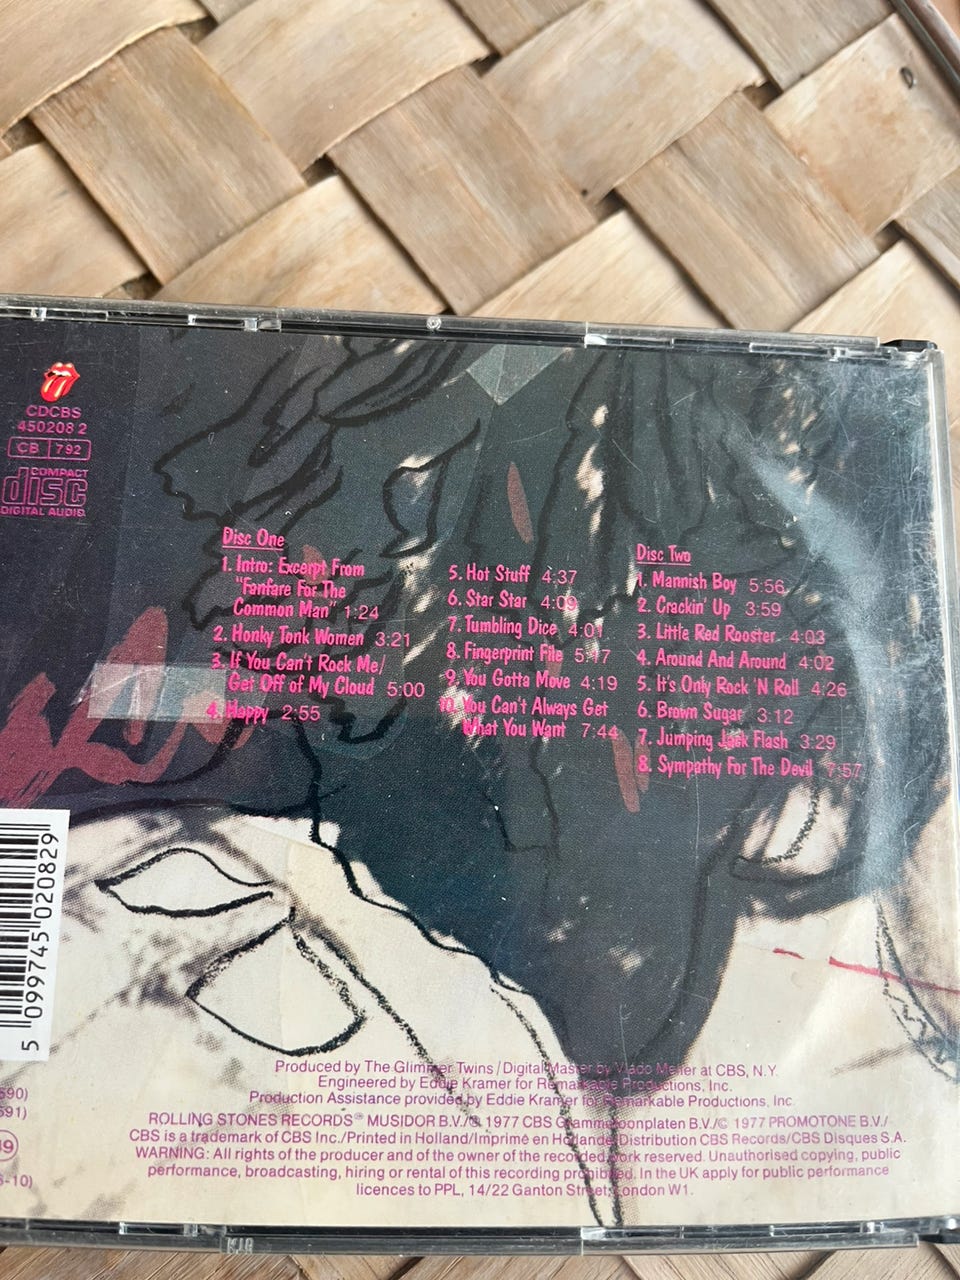 CDCBS
450208 2
CB 792
COMPACT
disc
DIGITAL AUDIO
Disc One
1. Intro: Excerpt From
"Fanfare For The
Common Man" 1:24
2. Honky Tonk Women 3:21
3. If You Can't Rock Me/
Get Off of My Cloud 5:00
4. Happy 2:55
5. Hot Stuff 4:37
6. Star Star 4:09
7. Tumbling Dice 4:01
8. Fingerprint File 5:17
9. You Gotta Move 4:19
10. You Can't Always Get
What You Want 7:44
Disc Two
1. Mannish Boy 5:56
2. Crackin' Up 3:59
3. Little Red Rooster 4:03
4. Around And Around 4:02
5. It's Only Rock 'N Roll 4:26
6. Brown Sugar 3:12
7. Jumping Jack Flash 3:29
8. Sympathy For The Devil 7:57
5 099745 020829
Produced by The Glimmer Twins / Digital Master by Vlado Meller at CBS, N.Y.
Engineered by Eddie Kramer for Remarkable Productions, Inc.
Production Assistance provided by Eddie Kramer for Remarkable Productions, Inc.
ROLLING STONES RECORDS MUSIDOR B.V./℗ 1977 CBS Grammofoonplaten B.V./© 1977 PROMOTONE B.V./
CBS is a trademark of CBS Inc./Printed in Holland/Imprimé en Hollande/Distribution CBS Records/CBS Disques S.A.
WARNING: All rights of the producer and of the owner of the recorded work reserved. Unauthorised copying, public
performance, broadcasting, hiring or rental of this recording prohibited. In the UK apply for public performance
licences to PPL, 14/22 Ganton Street, London W1.
590)
591)
-10)